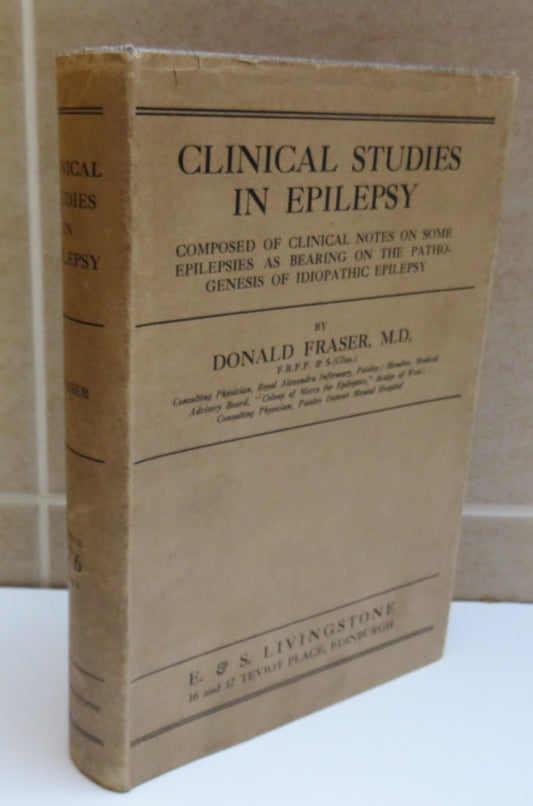 CLINICAL STUDIES
IN EPILEPSY
COMPOSED OF CLINICAL NOTES ON SOME
EPILEPSIES AS BEARING ON THE PATHO-
GENESIS OF IDIOPATHIC EPILEPSY
BY
DONALD FRASER, M.D.
F.R.F.P. & S.(Glas.)
Consulting Physician, Royal Alexandra Infirmary, Paisley; Member, Medical
Advisory Board, "Colony of Mercy for Epileptics," Bridge of Weir;
Consulting Physician, Paisley District Mental Hospital
E. & S. LIVINGSTONE
16 and 17 TEVIOT PLACE, EDINBURGH
NICAL
UDIES
IN
LEPSY
ASER
6